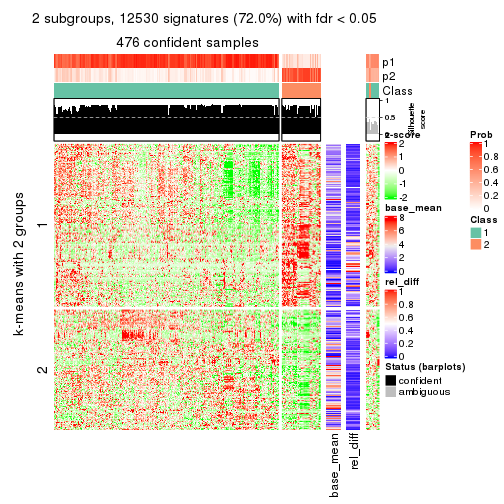 2 subgroups, 12530 signatures (72.0%) with fdr < 0.05
476 confident samples
p1
p2
Class
1
0.5
0
Silhouette
score
k-means with 2 groups
1
2
base_mean
rel_diff
z-score
2
1
0
-1
-2
base_mean
8
6
4
2
0
rel_diff
1
0.8
0.6
0.4
0.2
0
Status (barplots)
confident
ambiguous
Prob
1
0.8
0.6
0.4
0.2
0
Class
1
2